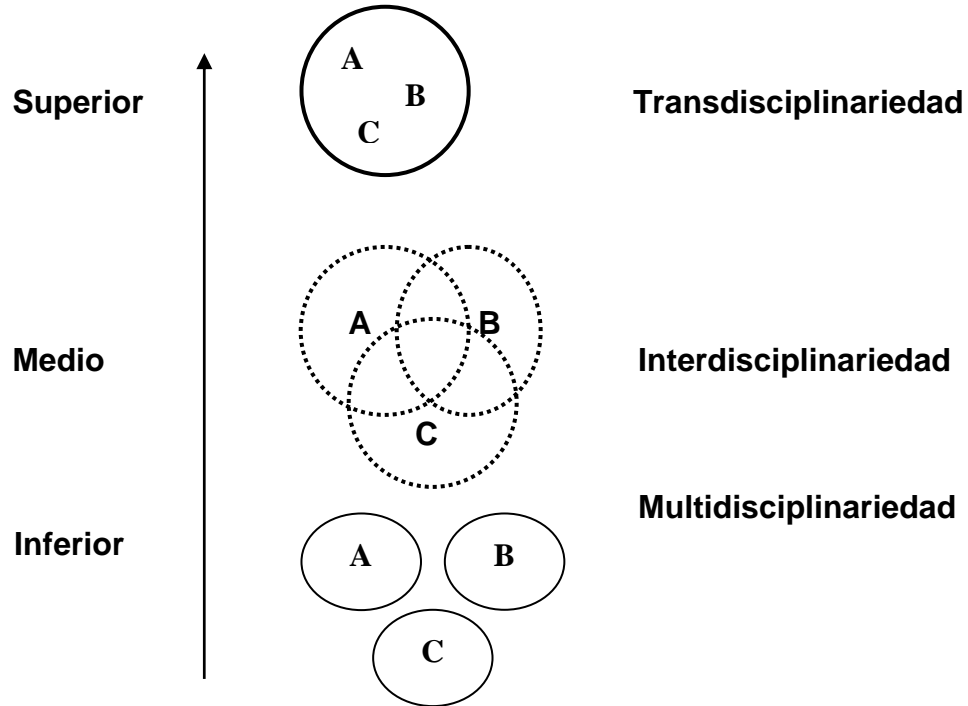 A
Superior
B
Transdisciplinariedad
C
A
B
Medio
Interdisciplinariedad
C
Multidisciplinariedad
Inferior
A
B
C